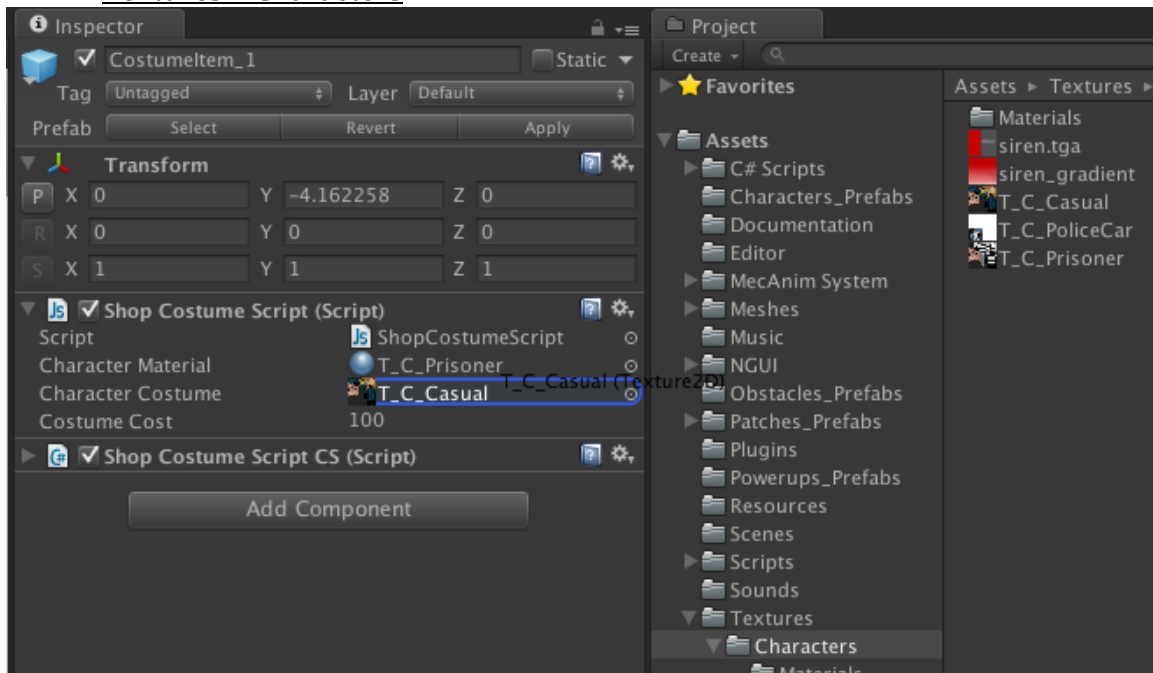 Inspector
CostumeItem_1
Static
Tag Untagged Layer Default
Prefab Select Revert Apply
Transform
P X 0 Y -4.162258 Z 0
R X 0 Y 0 Z 0
S X 1 Y 1 Z 1
Js Shop Costume Script (Script)
Script Js ShopCostumeScript
Character Material T_C_Prisoner
Character Costume T_C_Casual
T_C_Casual (Texture2D)
Costume Cost 100
C# Shop Costume Script CS (Script)
Add Component
Project
Create
Favorites
Assets
C# Scripts
Characters_Prefabs
Documentation
Editor
MecAnim System
Meshes
Music
NGUI
Obstacles_Prefabs
Patches_Prefabs
Plugins
Powerups_Prefabs
Resources
Scenes
Scripts
Sounds
Textures
Characters
Materials
Assets ▸ Textures ▸
Materials
siren.tga
siren_gradient
T_C_Casual
T_C_PoliceCar
T_C_Prisoner